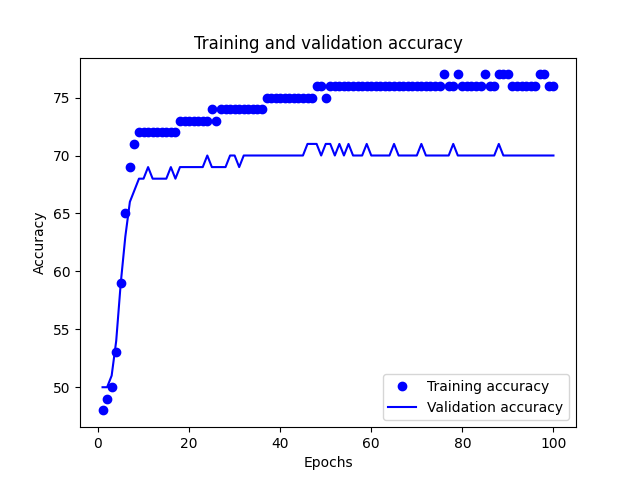 Training and validation accuracy
Accuracy
75
70
65
60
55
50
Training accuracy
Validation accuracy
0 20 40 60 80 100
Epochs